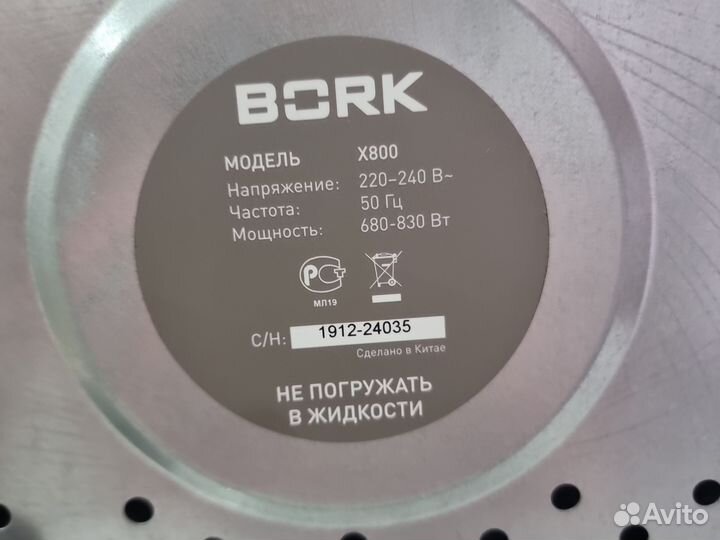 BORK
МОДЕЛЬ X800
Напряжение: 220–240 В~
Частота: 50 Гц
Мощность: 680-830 Вт
РСТ
МЛ19
С/Н: 1912-24035
Сделано в Китае
НЕ ПОГРУЖАТЬ
В ЖИДКОСТИ
Avito